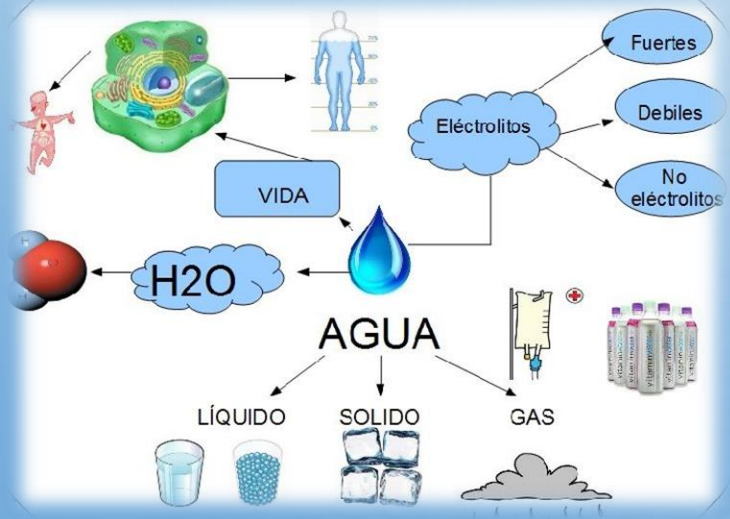 Fuertes
Eléctrolitos
Debiles
VIDA
No
eléctrolitos
H2O
AGUA
LÍQUIDO
SOLIDO
GAS